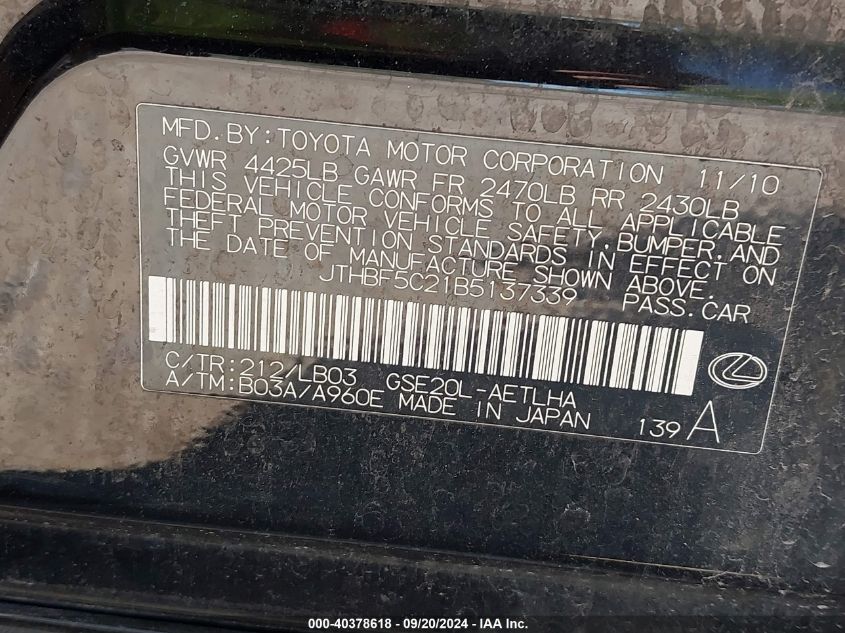 MFD.BY:TOYOTA MOTOR CORPORATION 11/10
GVWR 4425LB GAWR FR 2470LB RR 2430LB
THIS VEHICLE CONFORMS TO ALL APPLICABLE
FEDERAL MOTOR VEHICLE SAFETY,BUMPER,AND
THEFT PREVENTION STANDARDS IN EFFECT ON
THE DATE OF MANUFACTURE SHOWN ABOVE.
JTHBF5C21B5137339 PASS.CAR
C/TR:212/LB03 GSE20L-AETLHA
A/TM:B03A/A960E MADE IN JAPAN 139 A
000-40378618 - 09/20/2024 - IAA Inc.